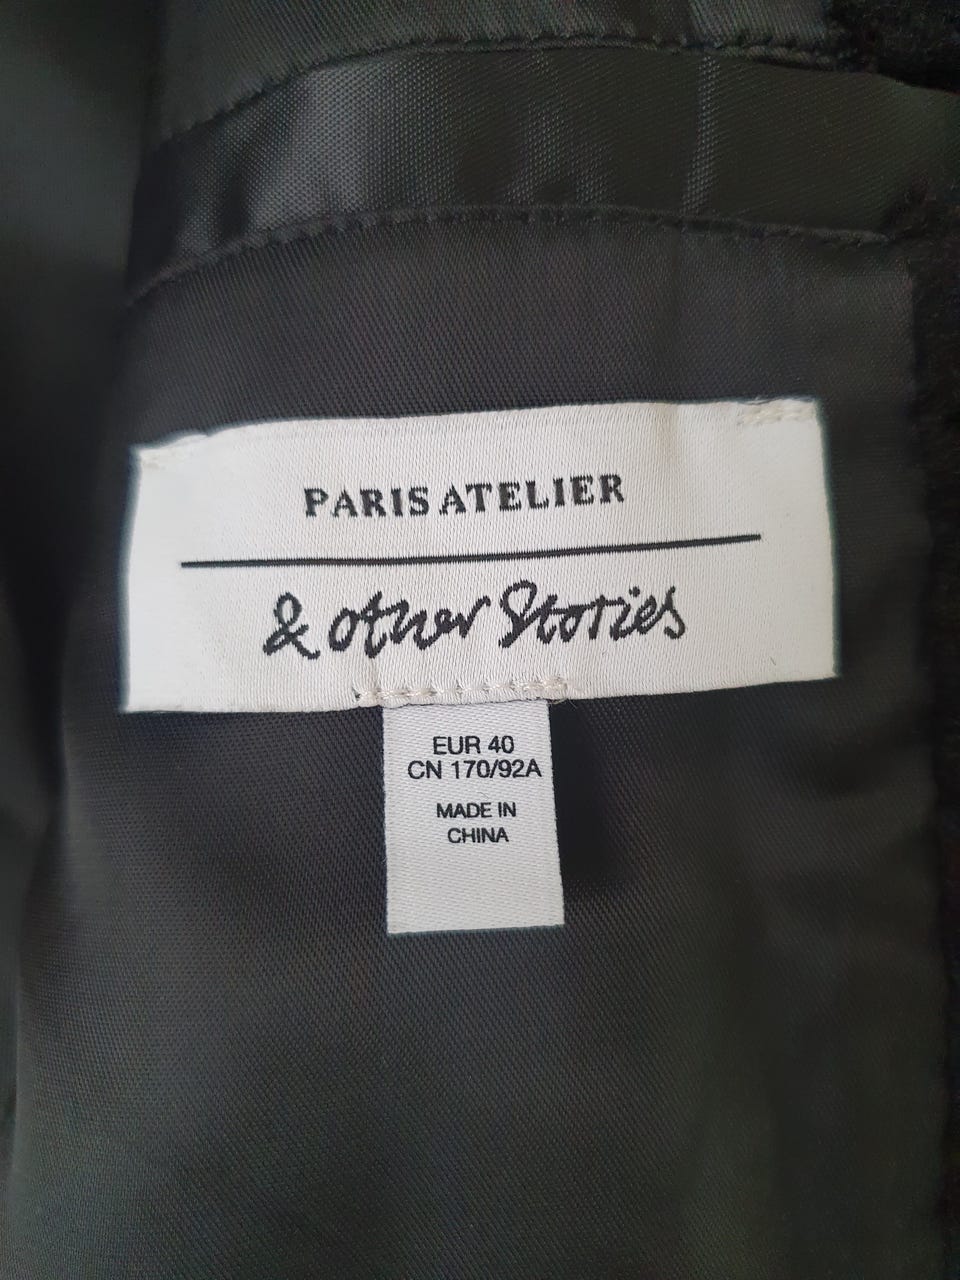 PARIS ATELIER
& other Stories
EUR 40
CN 170/92A
MADE IN
CHINA